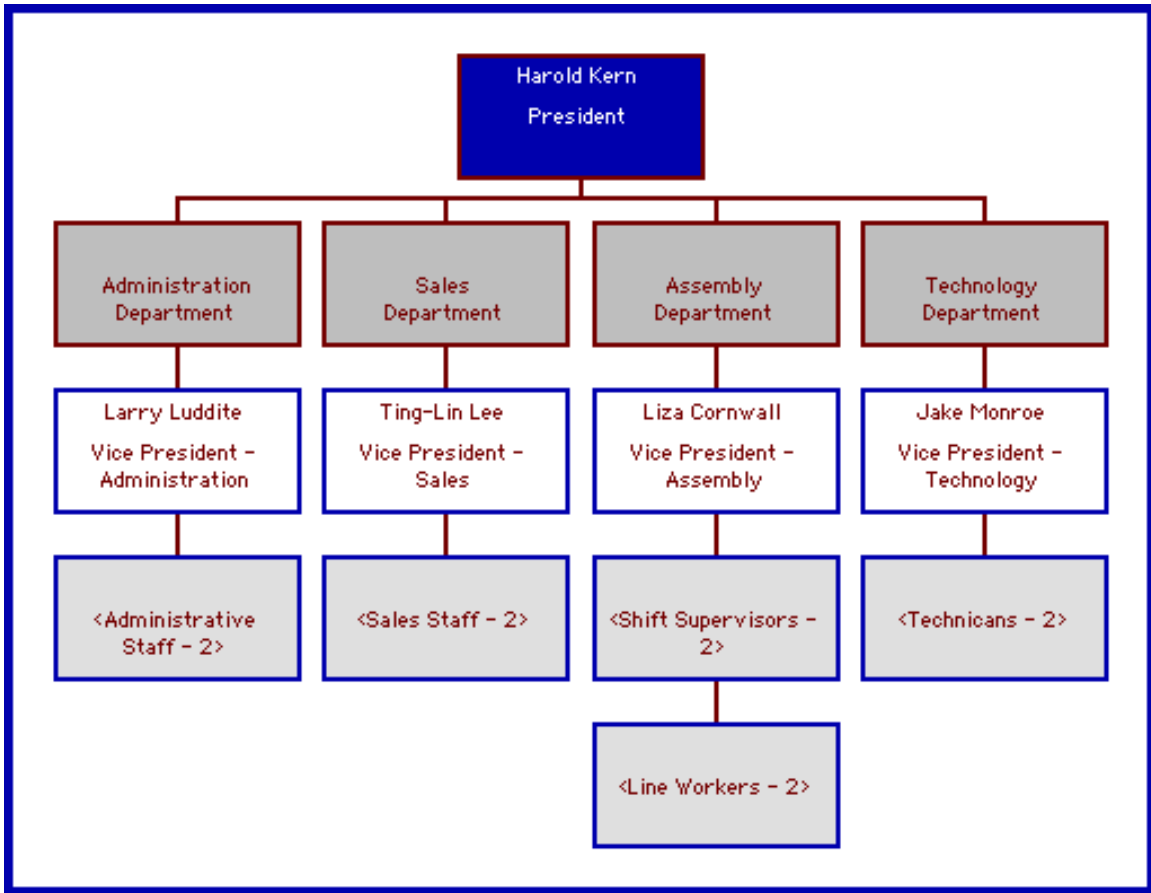 Harold Kern
President
Administration
Department
Sales
Department
Assembly
Department
Technology
Department
Larry Luddite
Vice President -
Administration
Ting-Lin Lee
Vice President -
Sales
Liza Cornwall
Vice President -
Assembly
Jake Monroe
Vice President -
Technology
<Administrative
Staff - 2>
<Sales Staff - 2>
<Shift Supervisors -
2>
<Technicans - 2>
<Line Workers - 2>